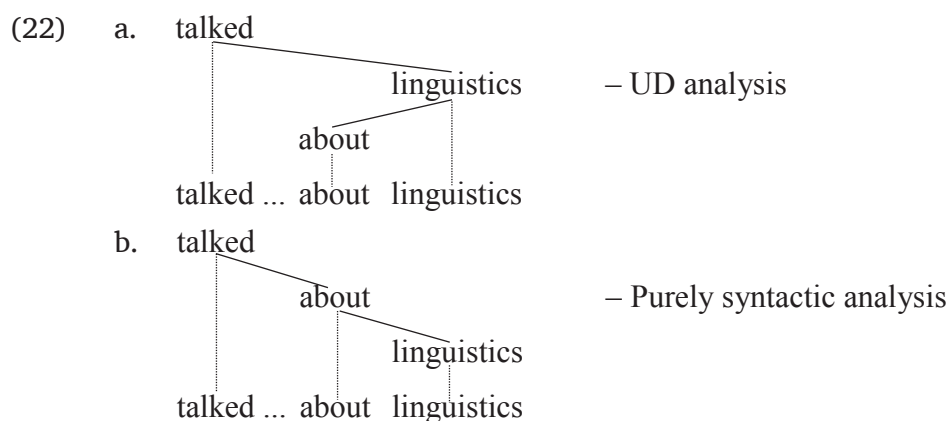 (22) a. talked
linguistics – UD analysis
about
talked ... about linguistics
b. talked
about – Purely syntactic analysis
linguistics
talked ... about linguistics